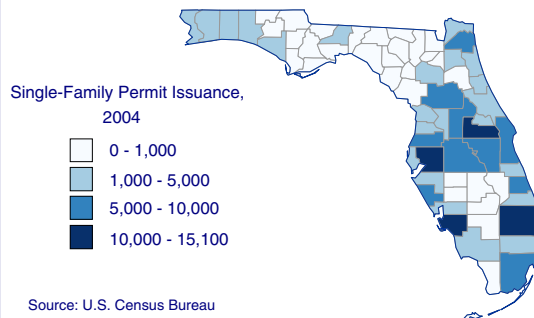 Single-Family Permit Issuance,
2004
0 - 1,000
1,000 - 5,000
5,000 - 10,000
10,000 - 15,100
Source: U.S. Census Bureau